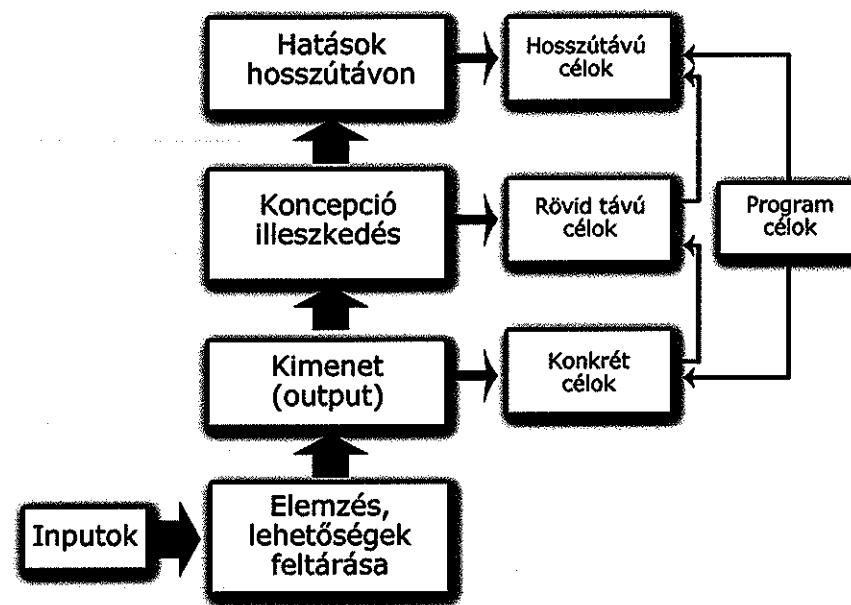 Hatások
hosszútávon
Hosszútávú
célok
Koncepció
illeszkedés
Rövid távú
célok
Program
célok
Kimenet
(output)
Konkrét
célok
Inputok
Elemzés,
lehetőségek
feltárása